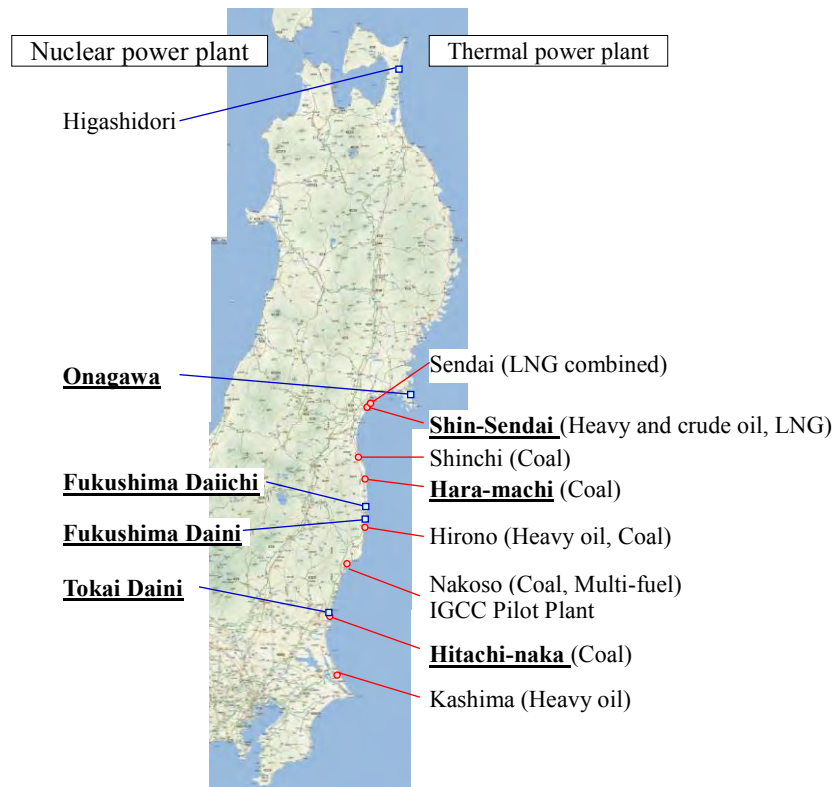 Nuclear power plant
Thermal power plant
Higashidori
Onagawa
Fukushima Daiichi
Fukushima Daini
Tokai Daini
Sendai (LNG combined)
Shin-Sendai (Heavy and crude oil, LNG)
Shinchi (Coal)
Hara-machi (Coal)
Hirono (Heavy oil, Coal)
Nakoso (Coal, Multi-fuel)
IGCC Pilot Plant
Hitachi-naka (Coal)
Kashima (Heavy oil)